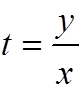 t = y/x